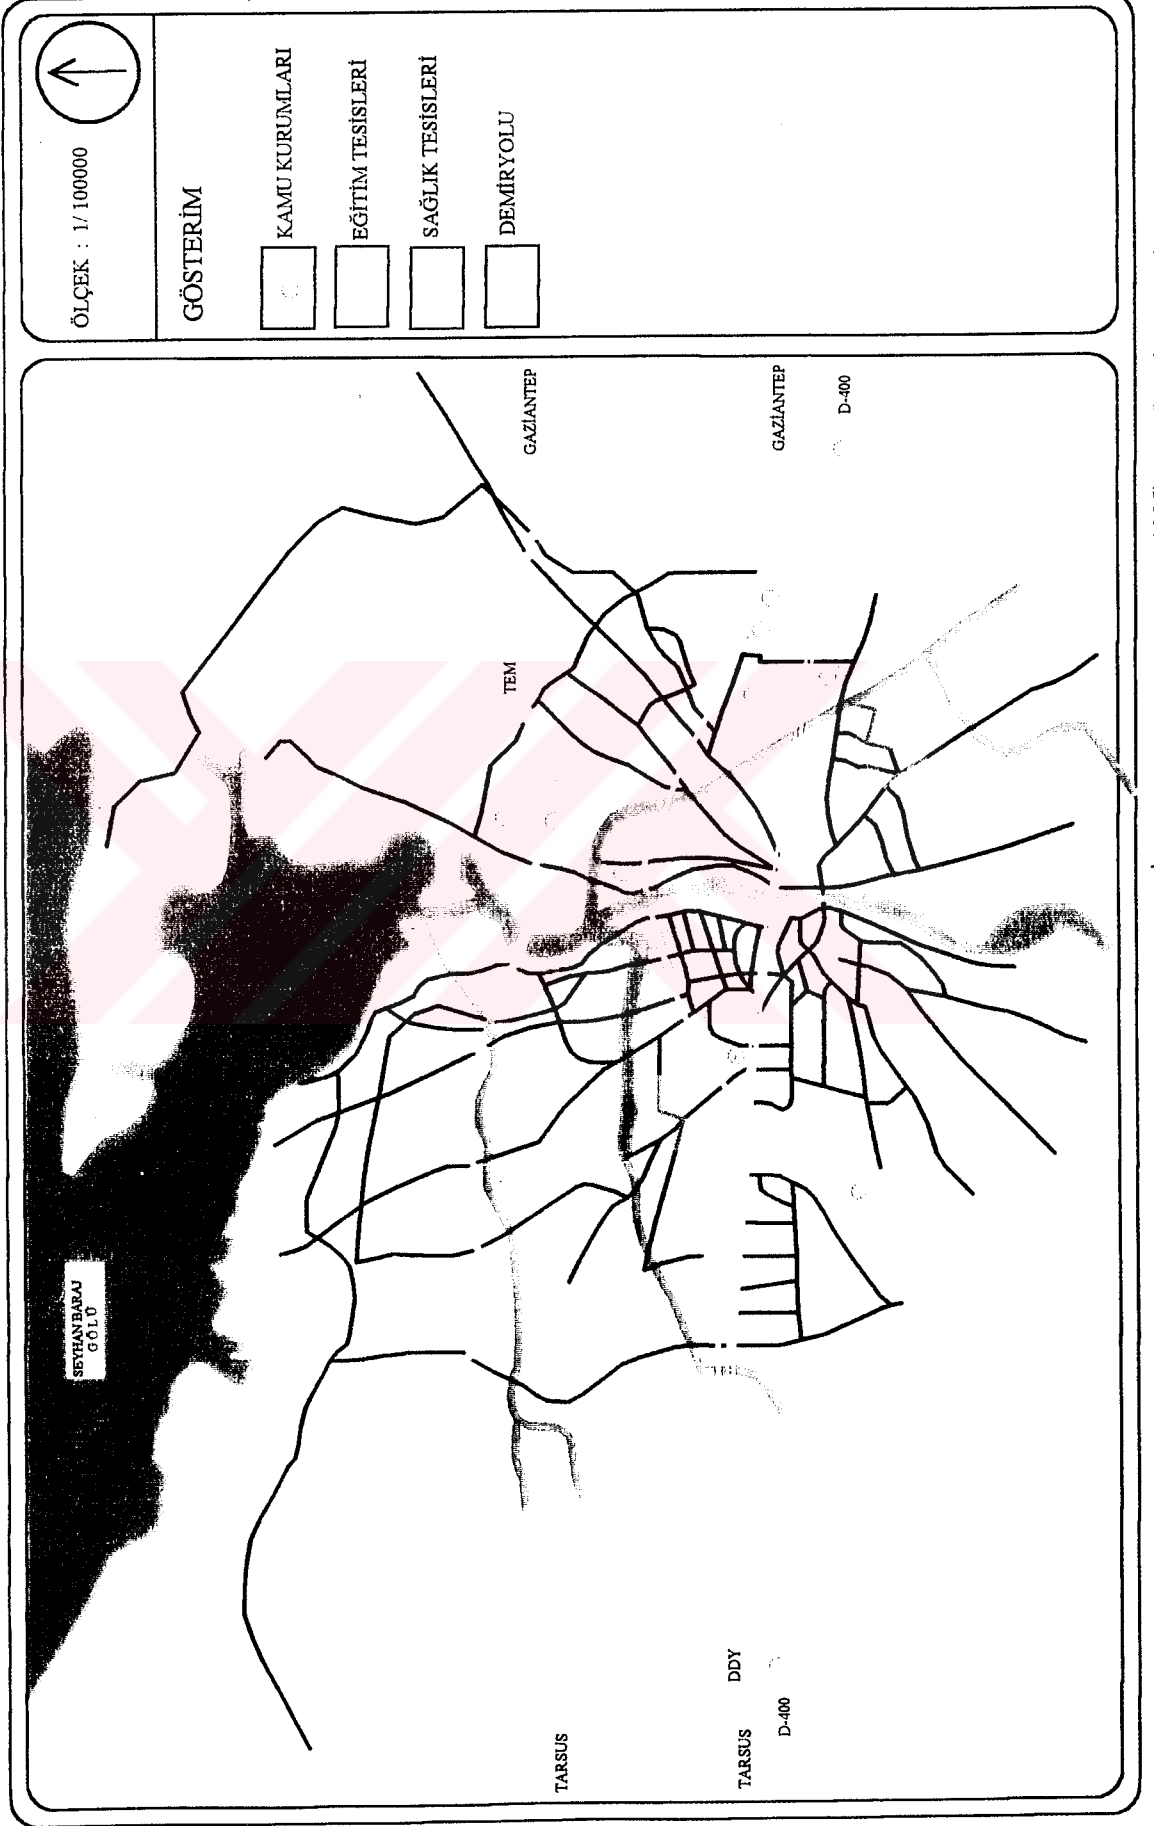 ÖLÇEK : 1/100000
GÖSTERİM
KAMU KURUMLARI
EĞİTİM TESİSLERİ
SAĞLIK TESİSLERİ
DEMİRYOLU
SEYHAN BARAJ
GÖLÜ
TEM
GAZİANTEP
GAZİANTEP
D-400
TARSUS
TARSUS
DDY
D-400